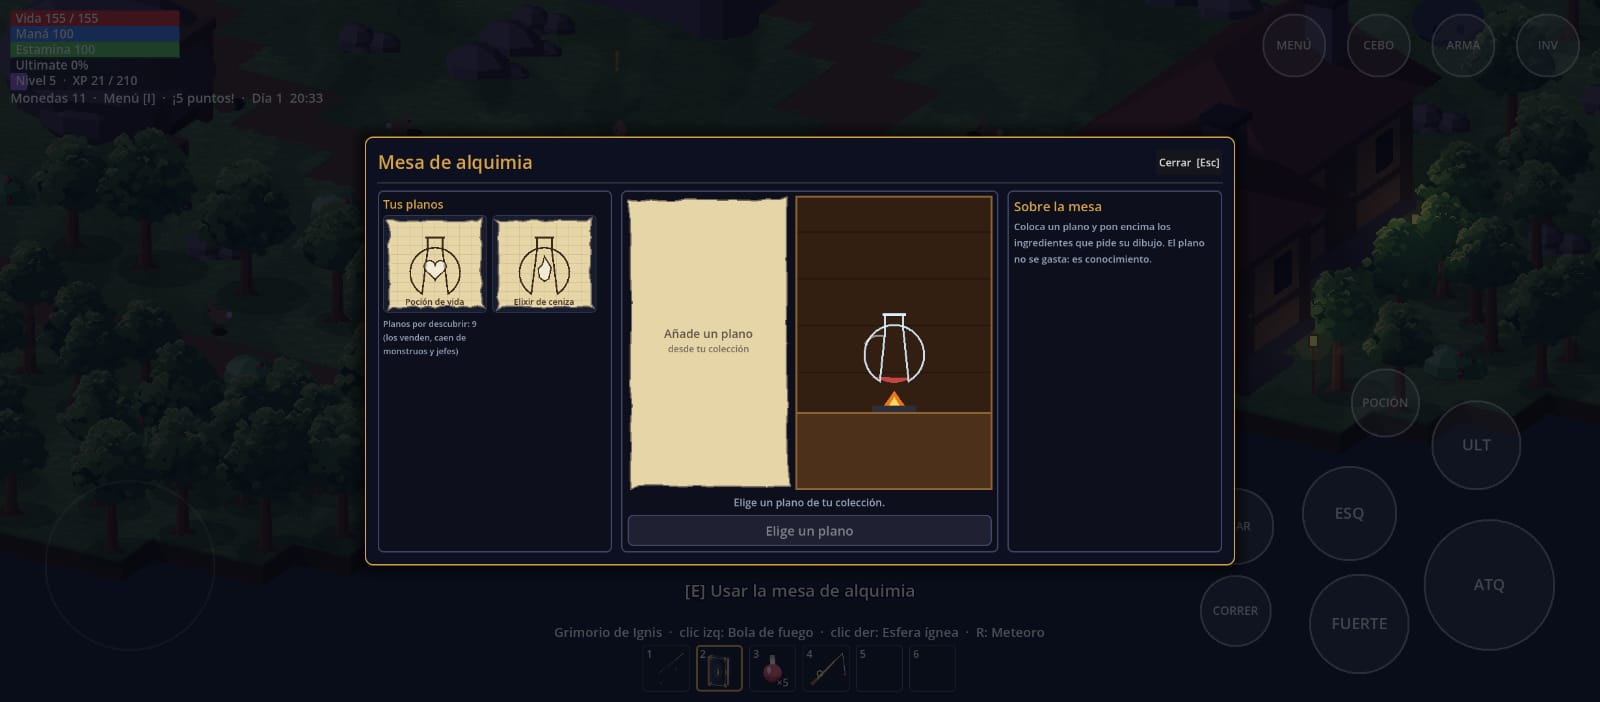 Vida 155 / 155
Maná 100
Estamina 100
Ultimate 0%
Nivel 5 · XP 21 / 210
Monedas 11 · Menú [I] · ¡5 puntos! · Día 1 20:33
MENÚ
CEBO
ARMA
INV
Mesa de alquimia
Cerrar [Esc]
Tus planos
Poción de vida
Elixir de ceniza
Planos por descubrir: 9
(los venden, caen de
monstruos y jefes)
Añade un plano
desde tu colección
Elige un plano de tu colección.
Elige un plano
Sobre la mesa
Coloca un plano y pon encima los
ingredientes que pide su dibujo. El plano
no se gasta: es conocimiento.
POCIÓN
ULT
ESQ
AR
ATQ
CORRER
FUERTE
[E] Usar la mesa de alquimia
Grimorio de Ignis · clic izq: Bola de fuego · clic der: Esfera ígnea · R: Meteoro
1
2
3
×5
4
5
6